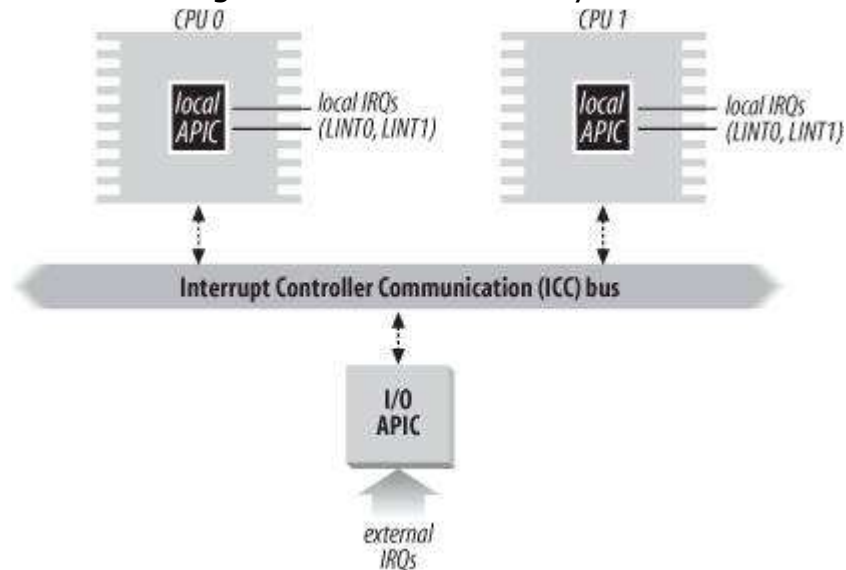 CPU 0
CPU 1
local
APIC
local IRQs
(LINT0, LINT1)
local
APIC
local IRQs
(LINT0, LINT1)
Interrupt Controller Communication (ICC) bus
I/O
APIC
external
IRQs